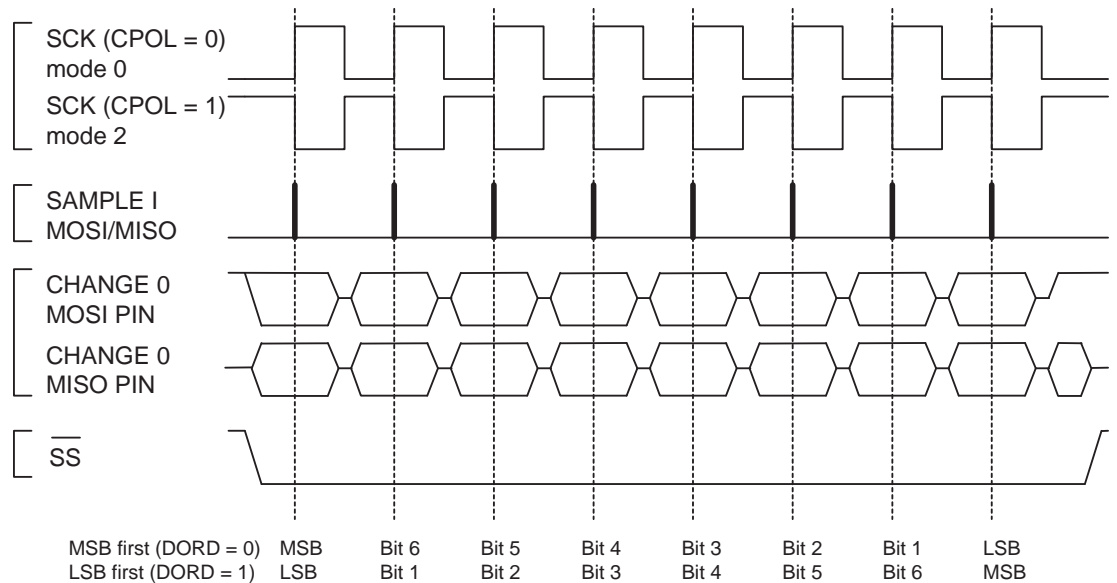 SCK (CPOL = 0)
mode 0
SCK (CPOL = 1)
mode 2
SAMPLE I
MOSI/MISO
CHANGE 0
MOSI PIN
CHANGE 0
MISO PIN
SS
MSB first (DORD = 0) MSB Bit 6 Bit 5 Bit 4 Bit 3 Bit 2 Bit 1 LSB
LSB first (DORD = 1) LSB Bit 1 Bit 2 Bit 3 Bit 4 Bit 5 Bit 6 MSB